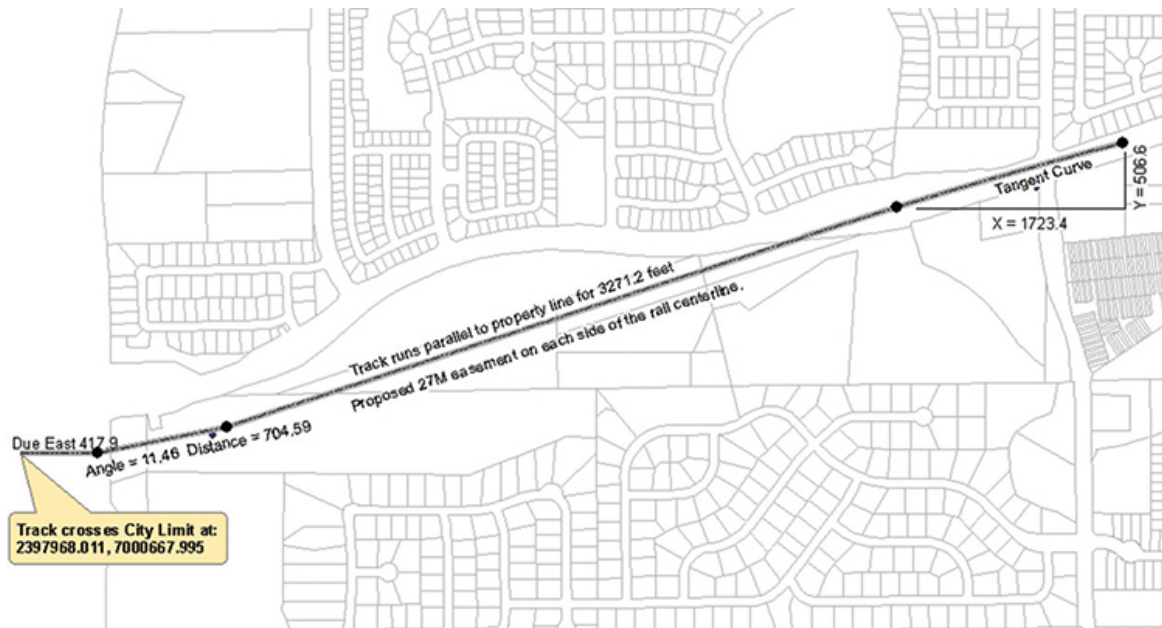 Y = 506.6
Tangent Curve
X = 1723.4
Track runs parallel to property line for 3271.2 feet
Proposed 27M easement on each side of the rail centerline.
Due East 417.9
Angle = 11.46 Distance = 704.59
Track crosses City Limit at:
2397968.011, 7000667.995